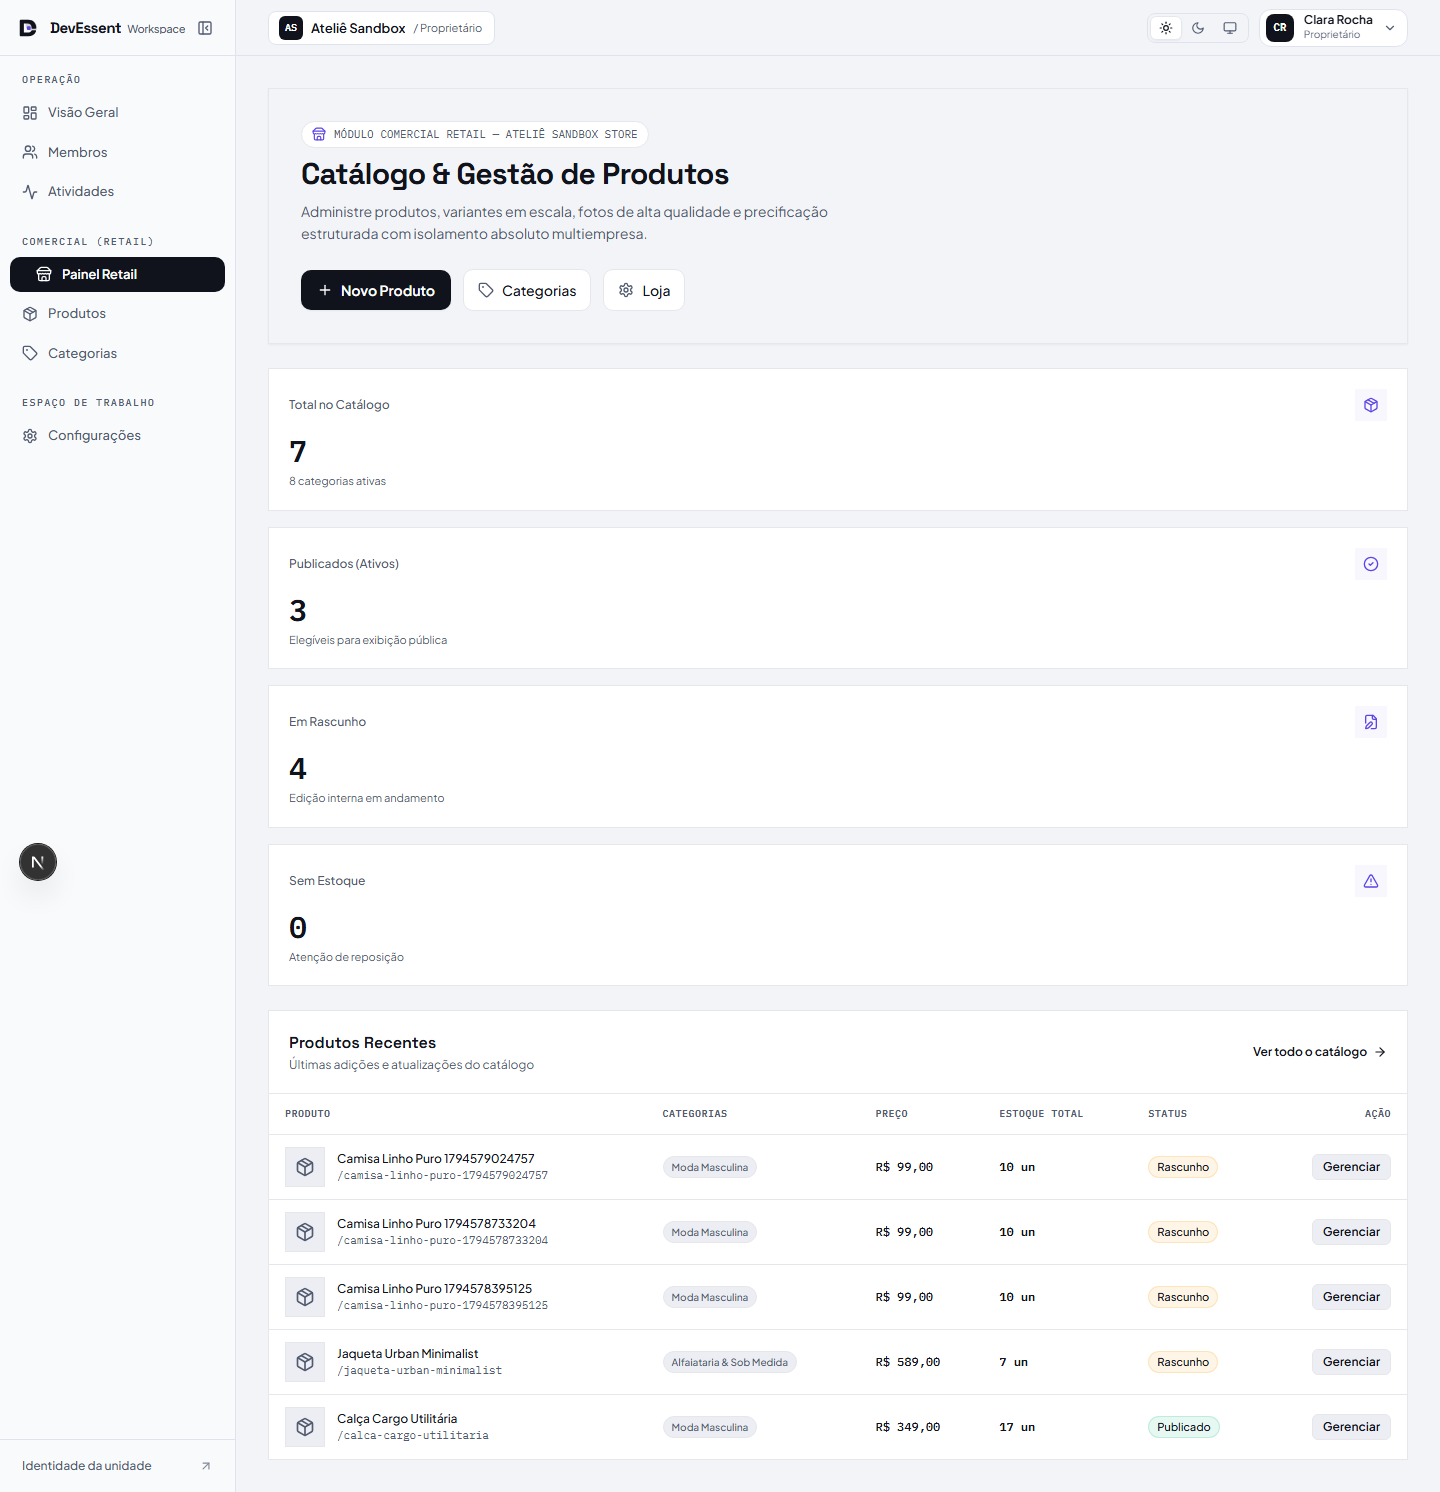 DevEssent Workspace
AS Ateliê Sandbox / Proprietário
CR Clara Rocha
Proprietário
OPERAÇÃO
Visão Geral
Membros
Atividades
COMERCIAL (RETAIL)
Painel Retail
Produtos
Categorias
ESPAÇO DE TRABALHO
Configurações
N
Identidade da unidade
MÓDULO COMERCIAL RETAIL — ATELIÊ SANDBOX STORE
Catálogo & Gestão de Produtos
Administre produtos, variantes em escala, fotos de alta qualidade e precificação
estruturada com isolamento absoluto multiempresa.
Novo Produto Categorias Loja
Total no Catálogo
7
8 categorias ativas
Publicados (Ativos)
3
Elegíveis para exibição pública
Em Rascunho
4
Edição interna em andamento
Sem Estoque
0
Atenção de reposição
Produtos Recentes
Últimas adições e atualizações do catálogo
Ver todo o catálogo
PRODUTO CATEGORIAS PREÇO ESTOQUE TOTAL STATUS AÇÃO
Camisa Linho Puro 1794579024757
/camisa-linho-puro-1794579024757
Moda Masculina R$ 99,00 10 un Rascunho Gerenciar
Camisa Linho Puro 1794578733204
/camisa-linho-puro-1794578733204
Moda Masculina R$ 99,00 10 un Rascunho Gerenciar
Camisa Linho Puro 1794578395125
/camisa-linho-puro-1794578395125
Moda Masculina R$ 99,00 10 un Rascunho Gerenciar
Jaqueta Urban Minimalist
/jaqueta-urban-minimalist
Alfaiataria & Sob Medida R$ 589,00 7 un Rascunho Gerenciar
Calça Cargo Utilitária
/calca-cargo-utilitaria
Moda Masculina R$ 349,00 17 un Publicado Gerenciar